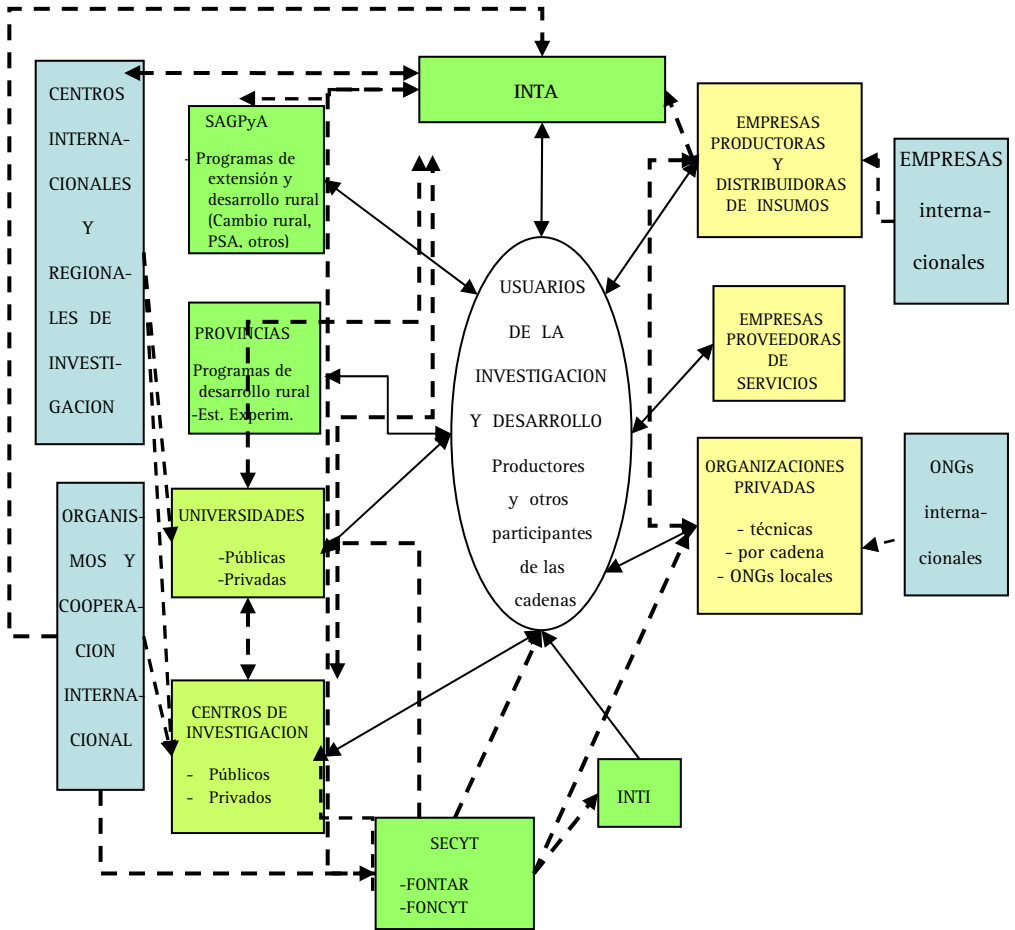 INTA
CENTROS
INTERNA-
CIONALES
Y
REGIONA-
LES DE
INVESTI-
GACION
SAGPyA
- Programas de
extensión y
desarrollo rural
(Cambio rural,
PSA, otros)
EMPRESAS
PRODUCTORAS
Y
DISTRIBUIDORAS
DE INSUMOS
EMPRESAS
interna-
cionales
USUARIOS
DE LA
INVESTIGACION
Y DESARROLLO
Productores
y otros
participantes
de las
cadenas
PROVINCIAS
Programas de
desarrollo rural
-Est. Experim.
EMPRESAS
PROVEEDORAS
DE
SERVICIOS
ORGANIZACIONES
PRIVADAS
- técnicas
- por cadena
- ONGs locales
ONGs
interna-
cionales
ORGANIS-
MOS Y
COOPERA-
CION
INTERNA-
CIONAL
UNIVERSIDADES
-Públicas
-Privadas
CENTROS DE
INVESTIGACION
- Públicos
- Privados
INTI
SECYT
-FONTAR
-FONCYT